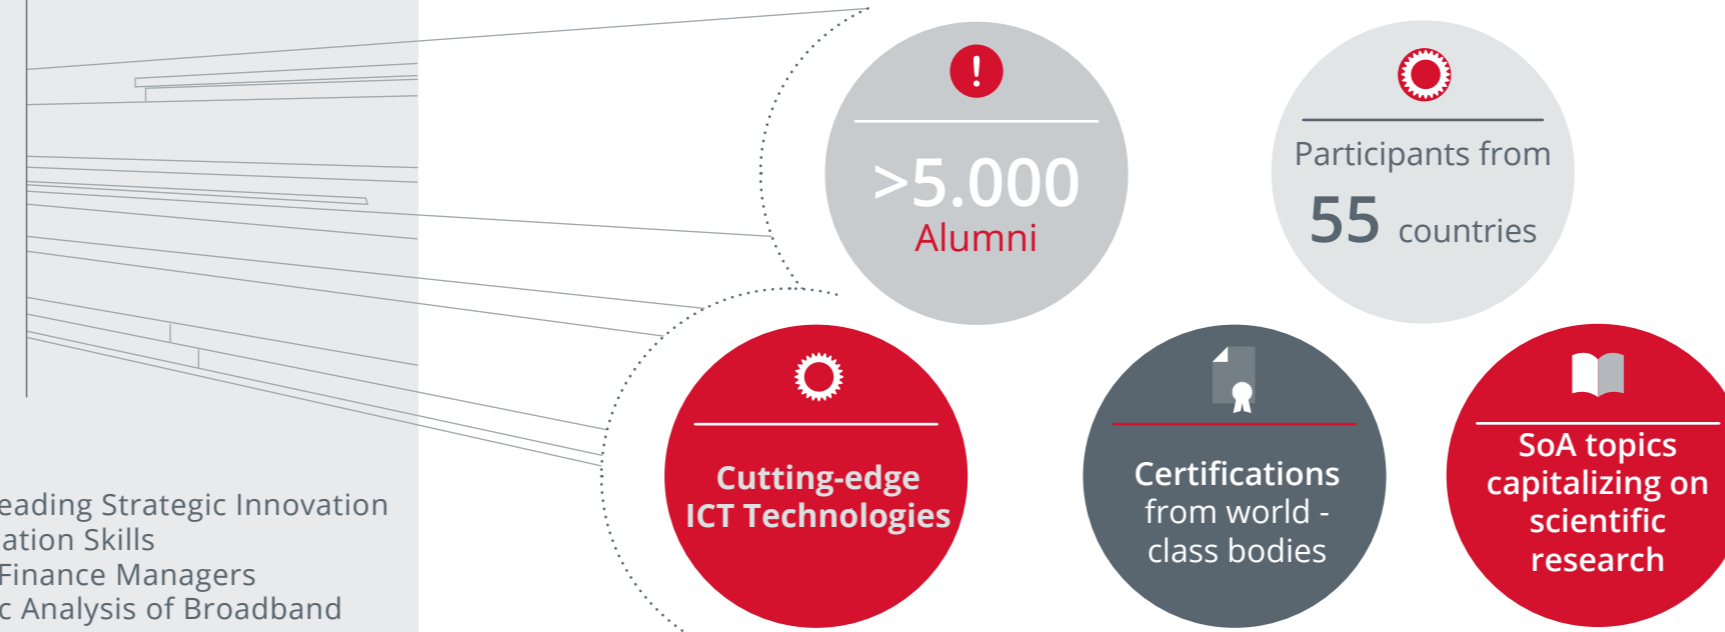 >5.000
Alumni
Participants from
55 countries
Cutting-edge
ICT Technologies
Certifications
from world -
class bodies
SoA topics
capitalizing on
scientific
research
eading Strategic Innovation
ation Skills
Finance Managers
c Analysis of Broadband